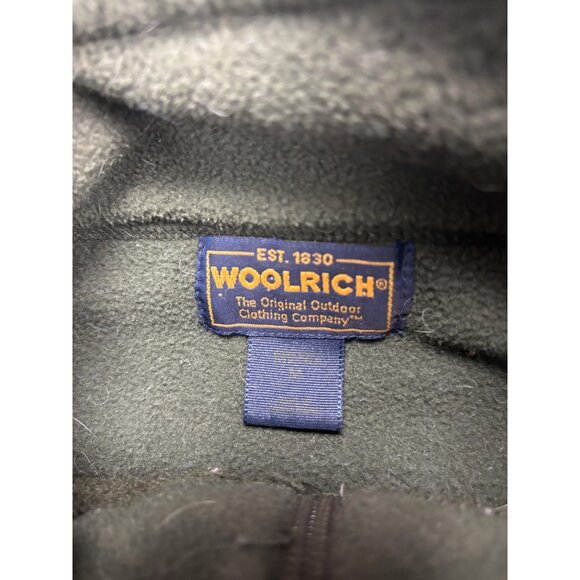 EST. 1830
WOOLRICH®
The Original Outdoor
Clothing Company™